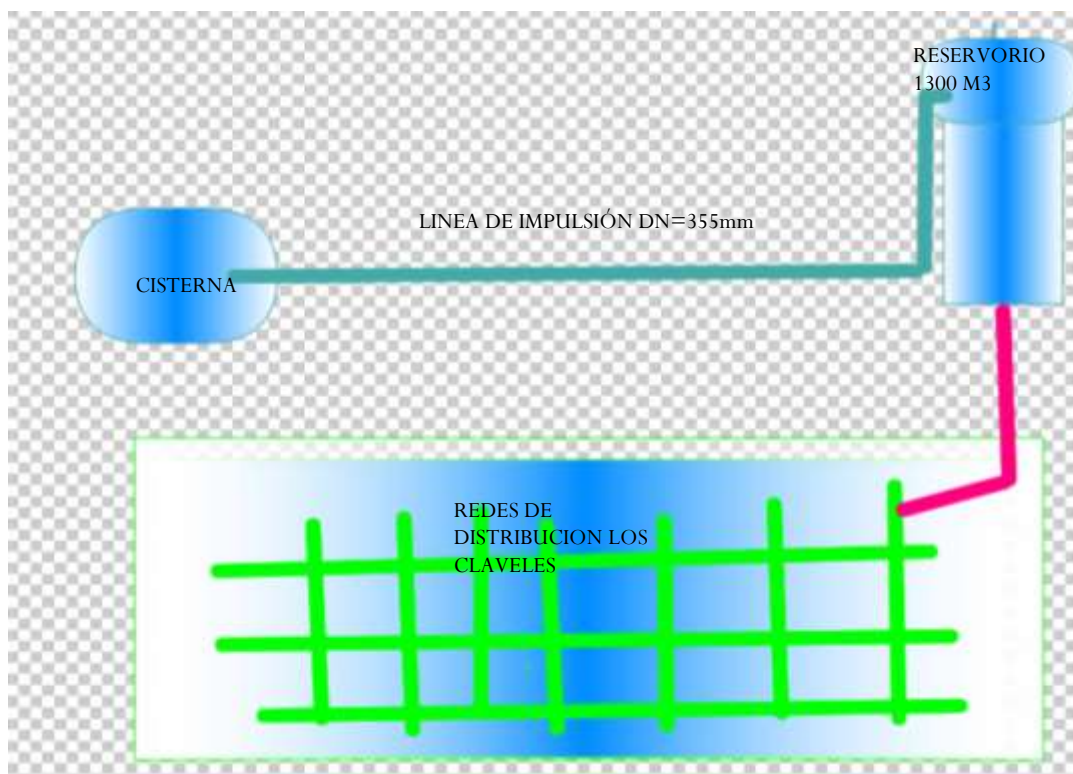 RESERVORIO
1300 M3
LINEA DE IMPULSIÓN DN=355mm
CISTERNA
REDES DE
DISTRIBUCION LOS
CLAVELES